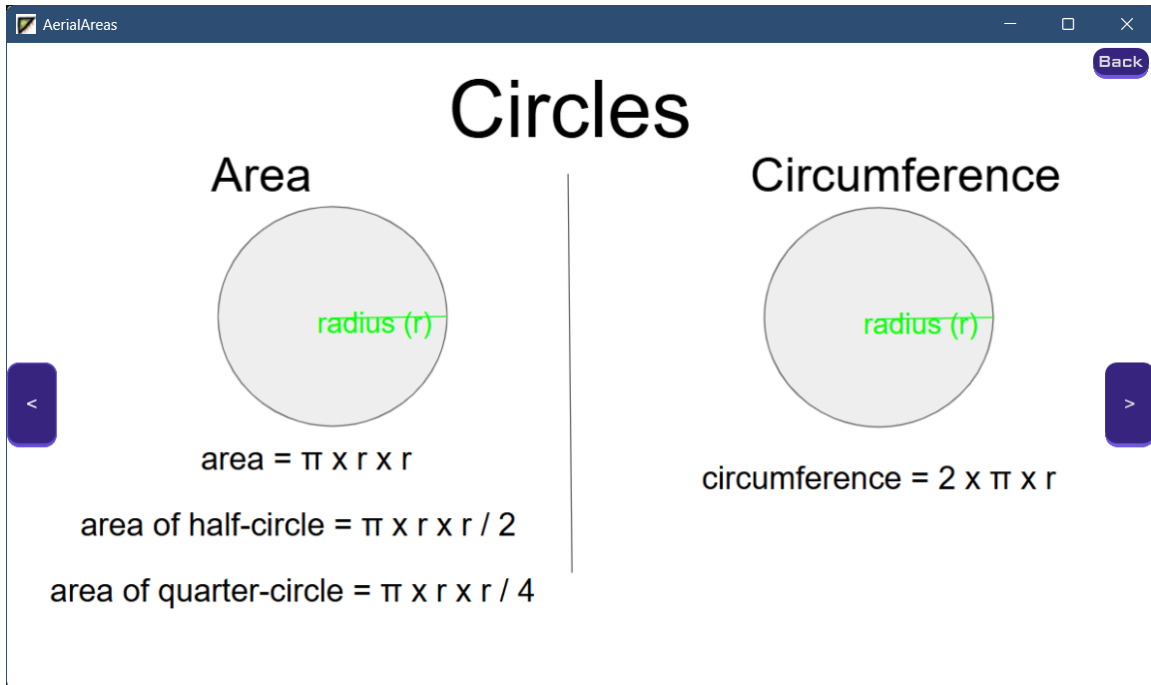 AerialAreas
Back
Circles
Area
radius (r)
area = π x r x r
area of half-circle = π x r x r / 2
area of quarter-circle = π x r x r / 4
Circumference
radius (r)
circumference = 2 x π x r
<
>